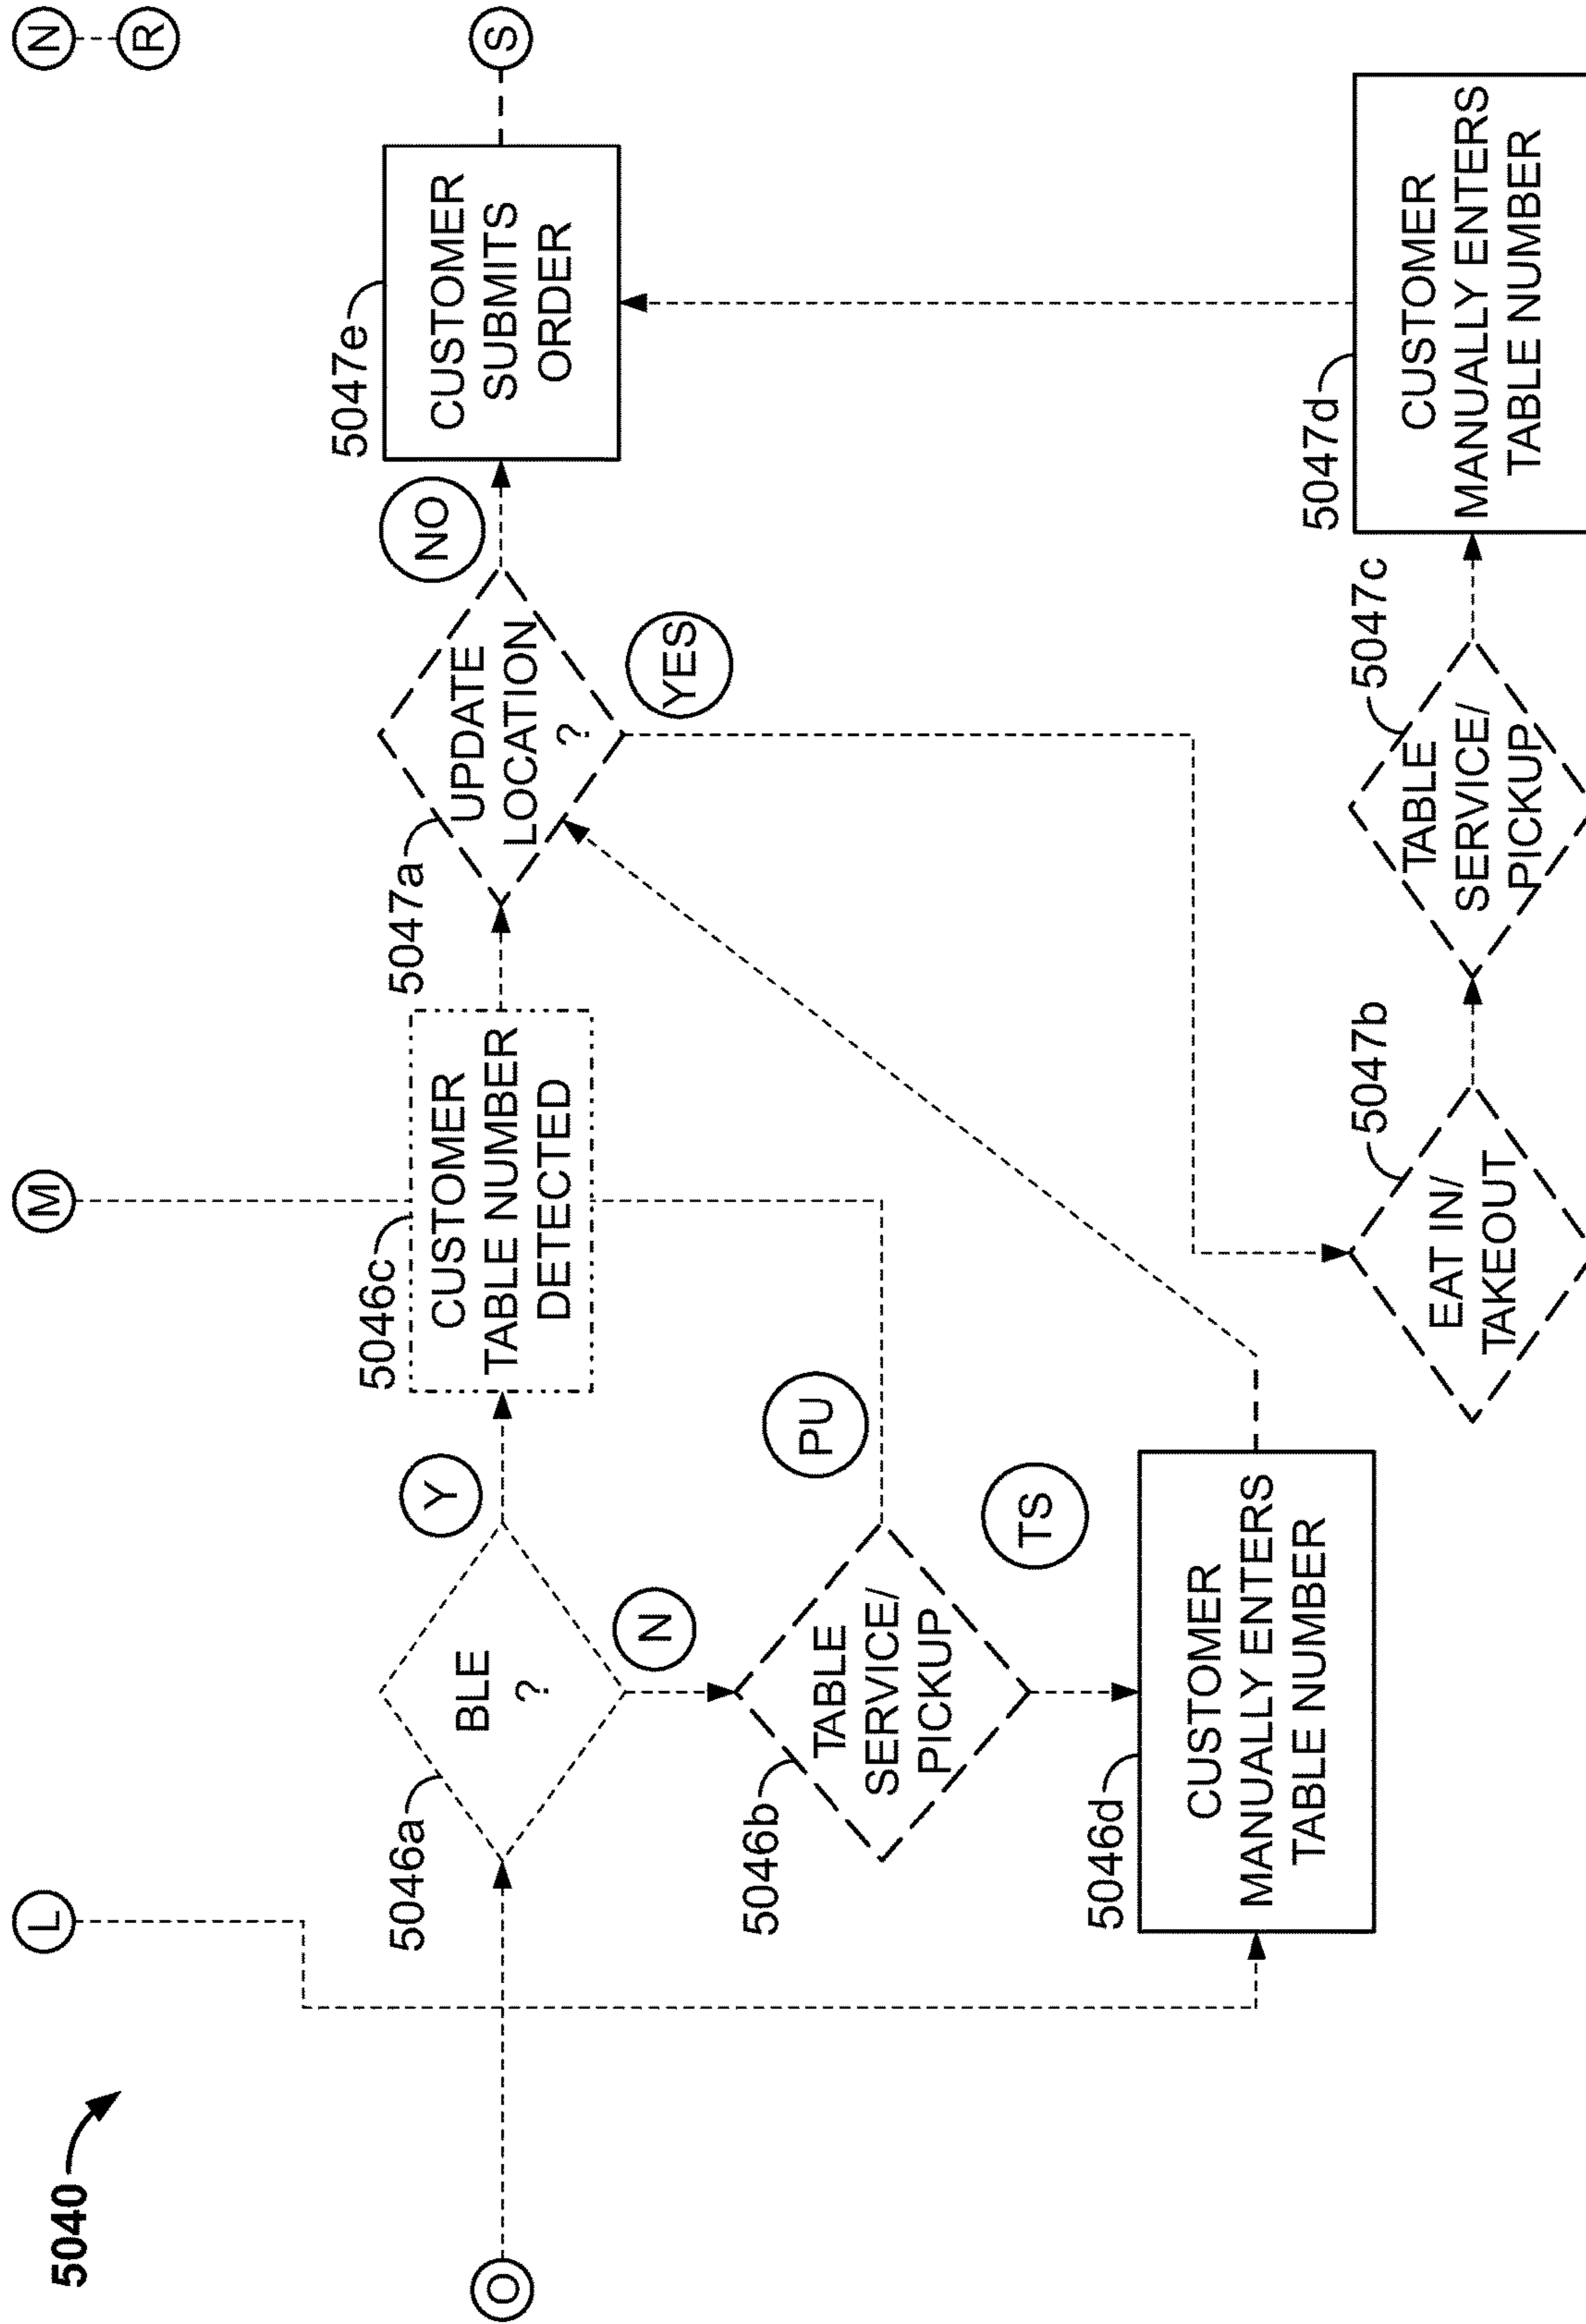 5040
L
M
N
R
O
5046a
BLE
?
Y
N
5046c
CUSTOMER
TABLE NUMBER
DETECTED
5047a
UPDATE
LOCATION
?
NO
YES
5047e
CUSTOMER
SUBMITS
ORDER
S
5046b
TABLE
SERVICE/
PICKUP
PU
TS
5046d
CUSTOMER
MANUALLY ENTERS
TABLE NUMBER
5047b
EAT IN/
TAKEOUT
5047c
TABLE
SERVICE/
PICKUP
5047d
CUSTOMER
MANUALLY ENTERS
TABLE NUMBER